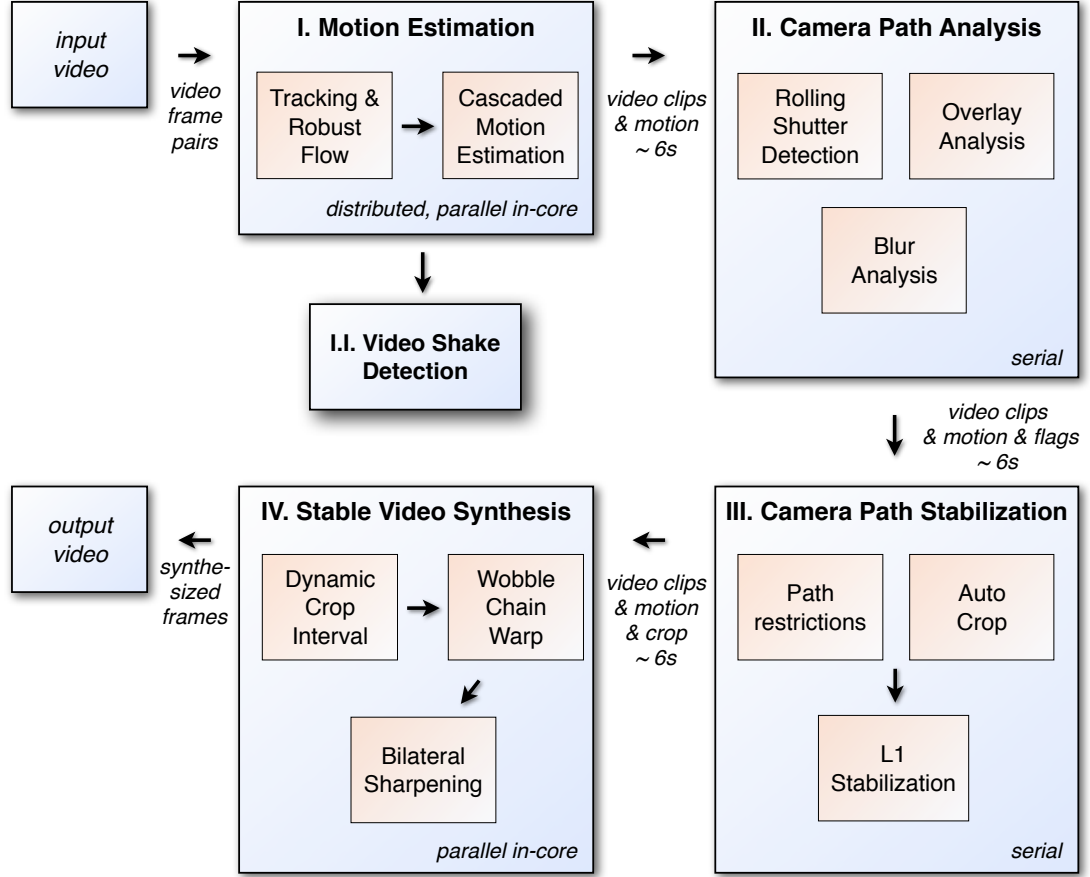 input
video
video
frame
pairs
I. Motion Estimation
Tracking &
Robust
Flow
Cascaded
Motion
Estimation
distributed, parallel in-core
video clips
& motion
~ 6s
II. Camera Path Analysis
Rolling
Shutter
Detection
Overlay
Analysis
Blur
Analysis
serial
I.I. Video Shake
Detection
video clips
& motion & flags
~ 6s
III. Camera Path Stabilization
Path
restrictions
Auto
Crop
L1
Stabilization
serial
video clips
& motion
& crop
~ 6s
IV. Stable Video Synthesis
Dynamic
Crop
Interval
Wobble
Chain
Warp
Bilateral
Sharpening
parallel in-core
synthe-
sized
frames
output
video